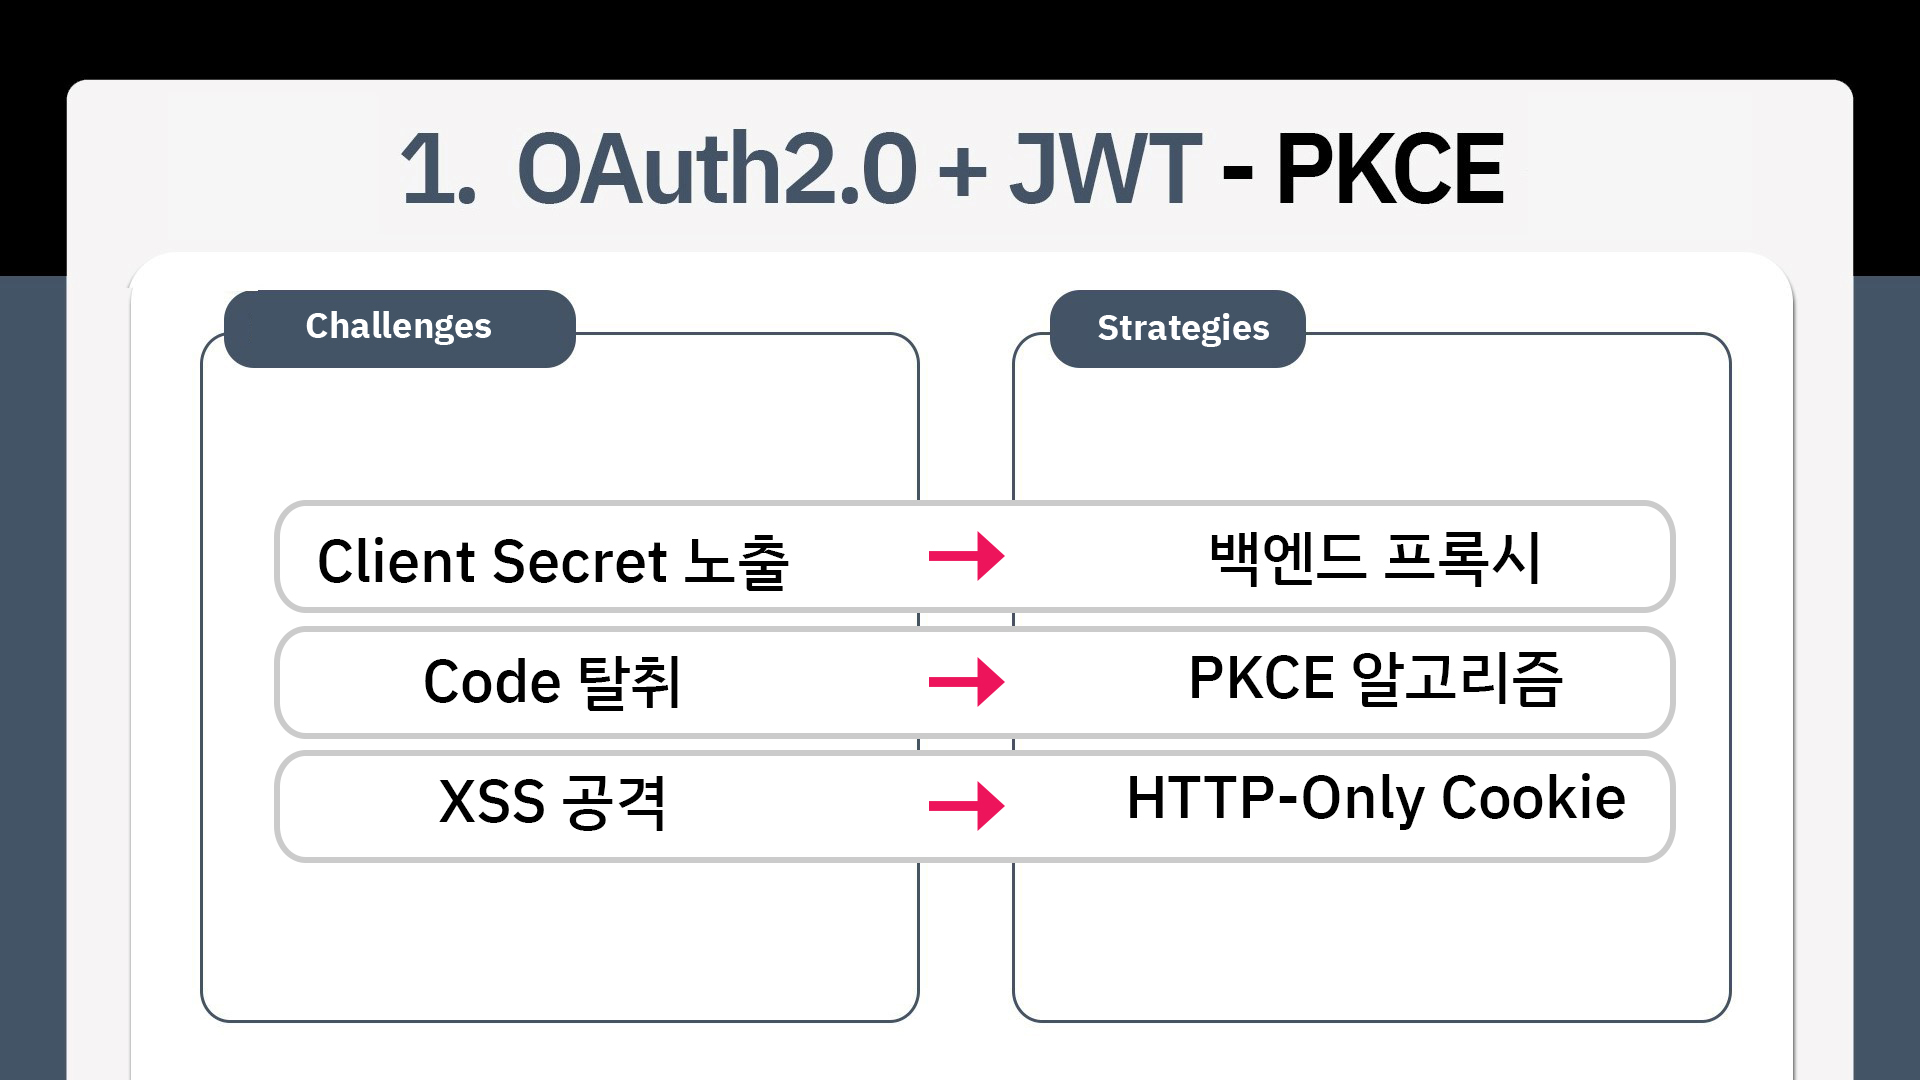 1. OAuth2.0 + JWT - PKCE
Challenges
Strategies
Client Secret 노출
백엔드 프록시
Code 탈취
PKCE 알고리즘
XSS 공격
HTTP-Only Cookie